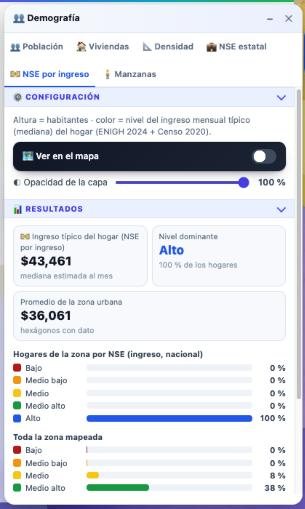 Demografía
Población
Viviendas
Densidad
NSE estatal
NSE por ingreso
Manzanas
CONFIGURACIÓN
Altura = habitantes · color = nivel del ingreso mensual típico
(mediana) del hogar (ENIGH 2024 + Censo 2020).
Ver en el mapa
Opacidad de la capa 100 %
RESULTADOS
Ingreso típico del hogar (NSE
por ingreso)
$43,461
mediana estimada al mes
Nivel dominante
Alto
100 % de los hogares
Promedio de la zona urbana
$36,061
hexágonos con dato
Hogares de la zona por NSE (ingreso, nacional)
Bajo 0 %
Medio bajo 0 %
Medio 0 %
Medio alto 0 %
Alto 100 %
Toda la zona mapeada
Bajo 0 %
Medio bajo 0 %
Medio 8 %
Medio alto 38 %